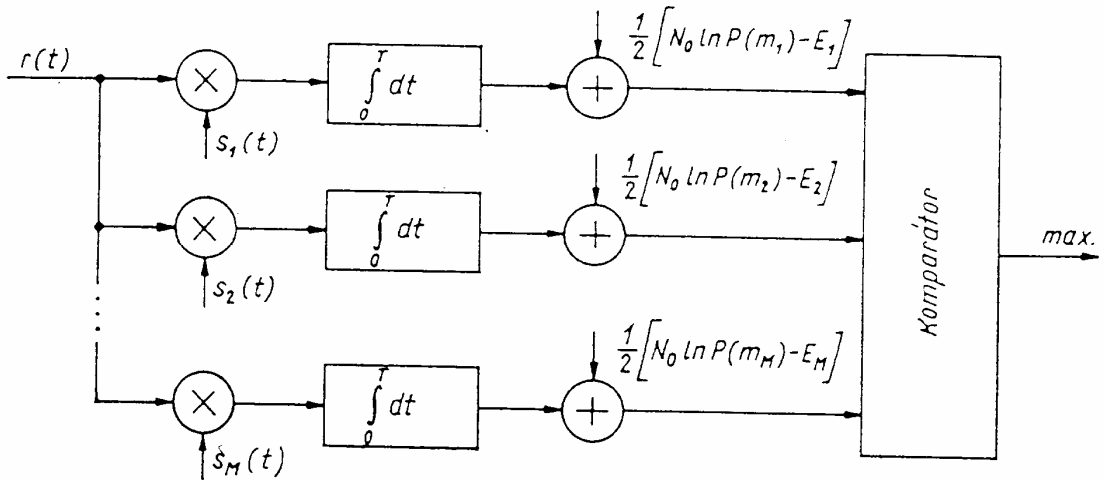 r(t)
× ∫₀ᵀ dt + ½[N₀ ln P(m₁)−E₁]
s₁(t)
× ∫₀ᵀ dt + ½[N₀ ln P(m₂)−E₂]
s₂(t)
× ∫₀ᵀ dt + ½[N₀ ln P(m_M)−E_M]
s_M(t)
Komparátor
max.